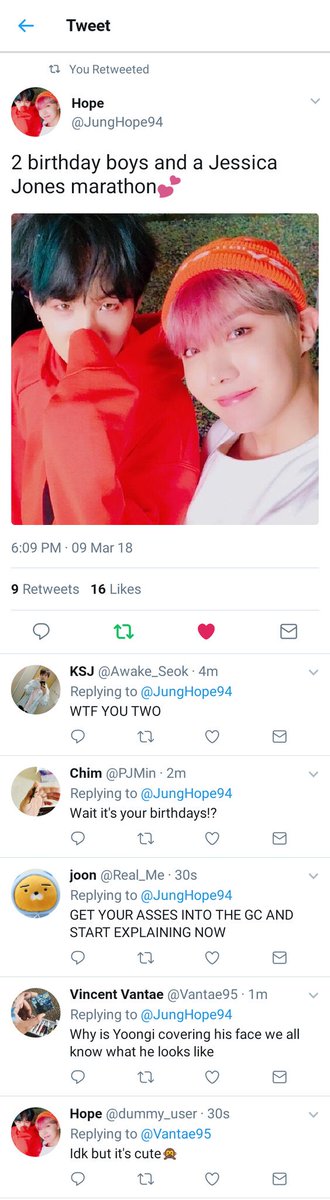 Tweet
You Retweeted
Hope
@JungHope94
2 birthday boys and a Jessica
Jones marathon💕
6:09 PM · 09 Mar 18
9 Retweets 16 Likes
KSJ @Awake_Seok · 4m
Replying to @JungHope94
WTF YOU TWO
Chim @PJMin · 2m
Replying to @JungHope94
Wait it's your birthdays!?
joon @Real_Me · 30s
Replying to @JungHope94
GET YOUR ASSES INTO THE GC AND
START EXPLAINING NOW
Vincent Vantae @Vantae95 · 1m
Replying to @JungHope94
Why is Yoongi covering his face we all
know what he looks like
Hope @dummy_user · 30s
Replying to @Vantae95
Idk but it's cute🙊